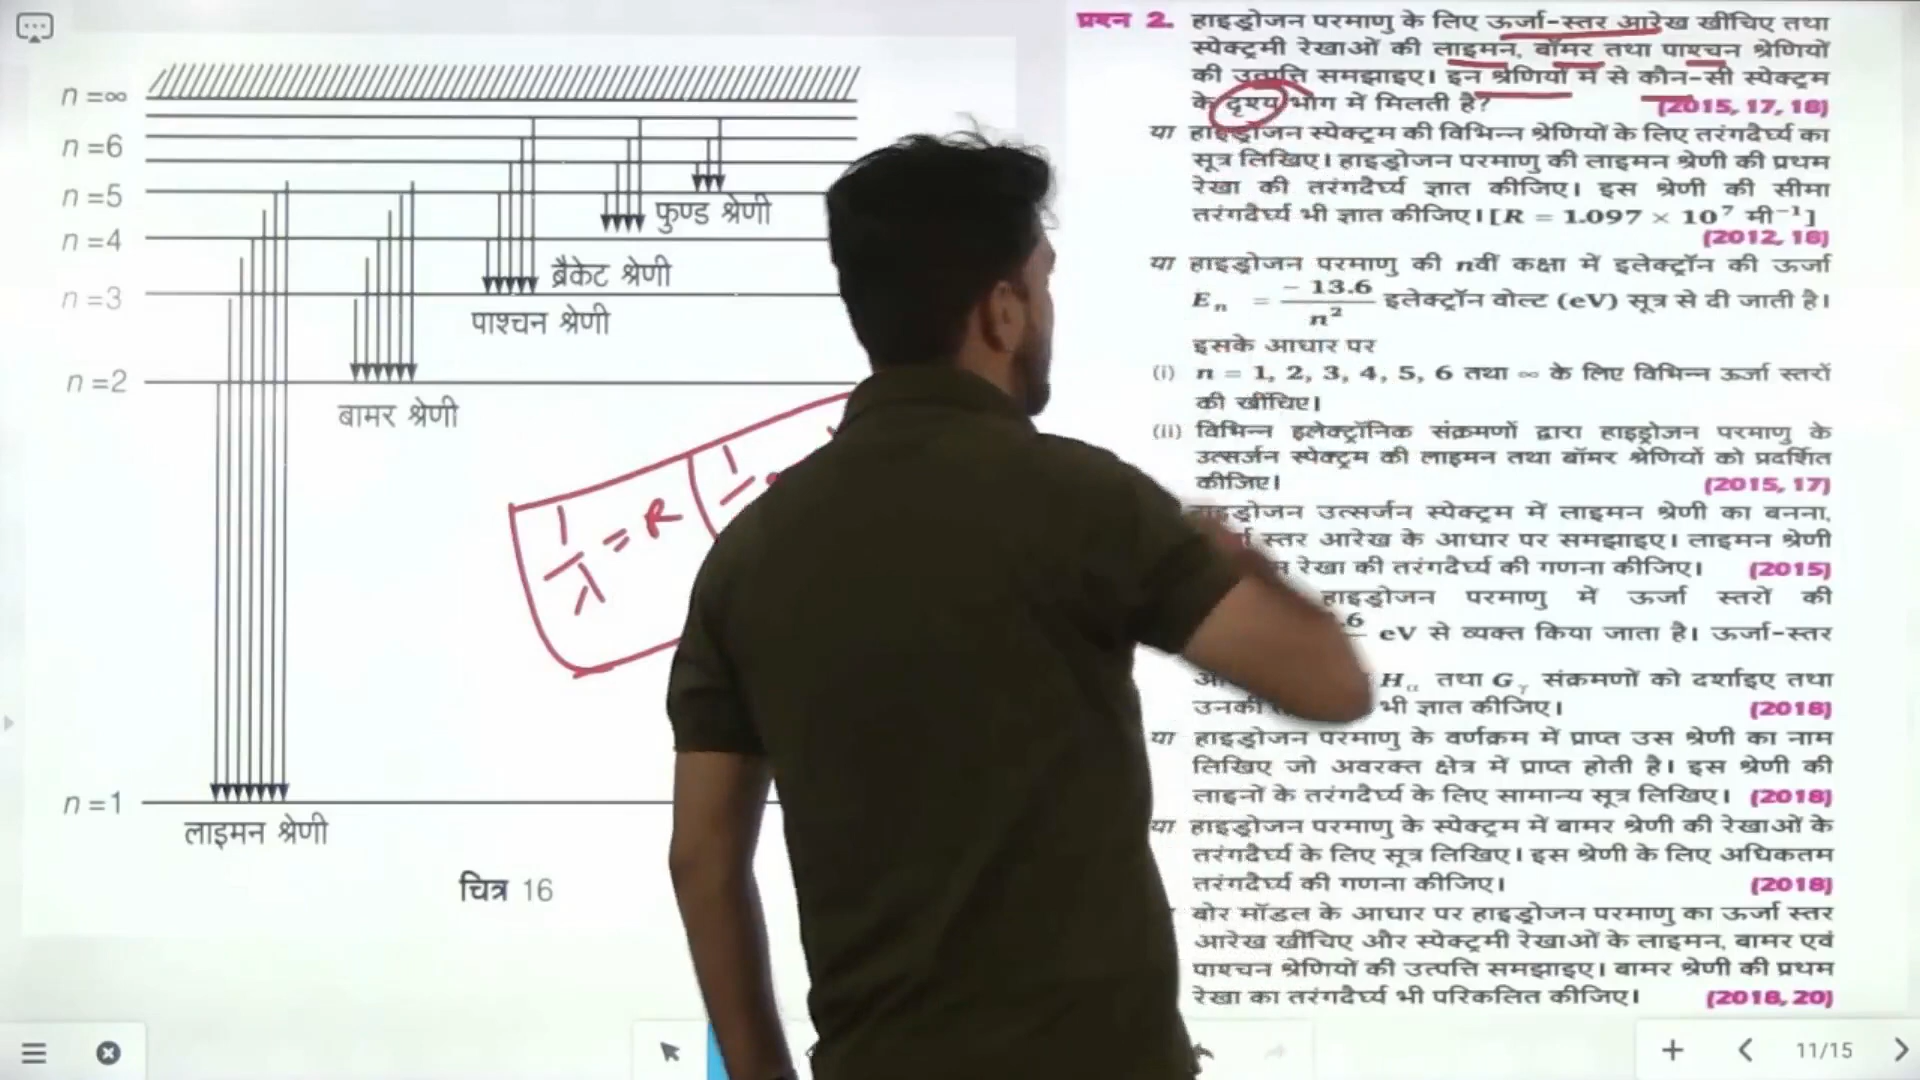 n =∞
n =6
n =5
n =4
n =3
n =2
n =1
फुण्ड श्रेणी
ब्रैकेट श्रेणी
पाश्चन श्रेणी
बामर श्रेणी
लाइमन श्रेणी
चित्र 16
1/λ = R
1
प्रश्न 2. हाइड्रोजन परमाणु के लिए ऊर्जा-स्तर आरेख खींचिए तथा
स्पेक्ट्रमी रेखाओं की लाइमन, बॉमर तथा पाश्चन श्रेणियों
की उत्पत्ति समझाइए। इन श्रेणियों में से कौन-सी स्पेक्ट्रम
के दृश्य भाग में मिलती है? (2015, 17, 18)
या हाइड्रोजन स्पेक्ट्रम की विभिन्न श्रेणियों के लिए तरंगदैर्घ्य का
सूत्र लिखिए। हाइड्रोजन परमाणु की लाइमन श्रेणी की प्रथम
रेखा की तरंगदैर्घ्य ज्ञात कीजिए। इस श्रेणी की सीमा
तरंगदैर्घ्य भी ज्ञात कीजिए। [R = 1.097 × 10⁷ मी⁻¹]
(2012, 18)
या हाइड्रोजन परमाणु की nवीं कक्षा में इलेक्ट्रॉन की ऊर्जा
Eₙ = − 13.6/n² इलेक्ट्रॉन वोल्ट (eV) सूत्र से दी जाती है।
इसके आधार पर
(i) n = 1, 2, 3, 4, 5, 6 तथा ∞ के लिए विभिन्न ऊर्जा स्तरों
की खींचिए।
(ii) विभिन्न इलेक्ट्रॉनिक संक्रमणों द्वारा हाइड्रोजन परमाणु के
उत्सर्जन स्पेक्ट्रम की लाइमन तथा बॉमर श्रेणियों को प्रदर्शित
कीजिए। (2015, 17)
हाइड्रोजन उत्सर्जन स्पेक्ट्रम में लाइमन श्रेणी का बनना,
स्तर आरेख के आधार पर समझाइए। लाइमन श्रेणी
रेखा की तरंगदैर्घ्य की गणना कीजिए। (2015)
हाइड्रोजन परमाणु में ऊर्जा स्तरों की
.6 eV से व्यक्त किया जाता है। ऊर्जा-स्तर
Hα तथा Gγ संक्रमणों को दर्शाइए तथा
उनकी भी ज्ञात कीजिए। (2018)
या हाइड्रोजन परमाणु के वर्णक्रम में प्राप्त उस श्रेणी का नाम
लिखिए जो अवरक्त क्षेत्र में प्राप्त होती है। इस श्रेणी की
लाइनों के तरंगदैर्घ्य के लिए सामान्य सूत्र लिखिए। (2018)
या हाइड्रोजन परमाणु के स्पेक्ट्रम में बामर श्रेणी की रेखाओं के
तरंगदैर्घ्य के लिए सूत्र लिखिए। इस श्रेणी के लिए अधिकतम
तरंगदैर्घ्य की गणना कीजिए। (2018)
बोर मॉडल के आधार पर हाइड्रोजन परमाणु का ऊर्जा स्तर
आरेख खींचिए और स्पेक्ट्रमी रेखाओं के लाइमन, बामर एवं
पाश्चन श्रेणियों की उत्पत्ति समझाइए। बामर श्रेणी की प्रथम
रेखा का तरंगदैर्घ्य भी परिकलित कीजिए। (2018, 20)
11/15